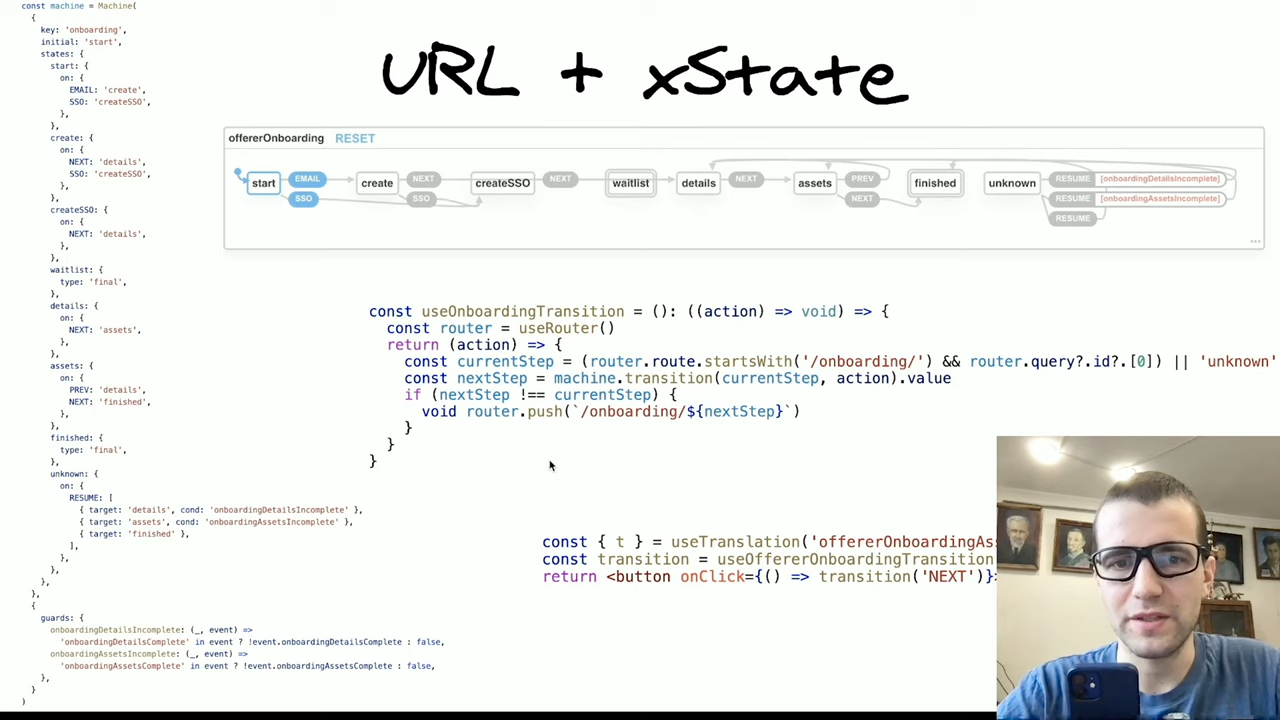 const machine = Machine(
{
key: 'onboarding',
initial: 'start',
states: {
start: {
on: {
EMAIL: 'create',
SSO: 'createSSO',
},
},
create: {
on: {
NEXT: 'details',
SSO: 'createSSO',
},
},
createSSO: {
on: {
NEXT: 'details',
},
},
waitlist: {
type: 'final',
},
details: {
on: {
NEXT: 'assets',
},
},
assets: {
on: {
PREV: 'details',
NEXT: 'finished',
},
},
finished: {
type: 'final',
},
unknown: {
on: {
RESUME: [
{ target: 'details', cond: 'onboardingDetailsIncomplete' },
{ target: 'assets', cond: 'onboardingAssetsIncomplete' },
{ target: 'finished' },
],
},
},
},
},
{
guards: {
onboardingDetailsIncomplete: (_, event) =>
'onboardingDetailsComplete' in event ? !event.onboardingDetailsComplete : false,
onboardingAssetsIncomplete: (_, event) =>
'onboardingAssetsComplete' in event ? !event.onboardingAssetsComplete : false,
},
}
)
URL + xState
offererOnboarding RESET
start EMAIL create NEXT createSSO NEXT waitlist details NEXT assets PREV finished unknown RESUME [onboardingDetailsIncomplete]
SSO SSO NEXT RESUME [onboardingAssetsIncomplete]
RESUME
const useOnboardingTransition = (): ((action) => void) => {
const router = useRouter()
return (action) => {
const currentStep = (router.route.startsWith('/onboarding/') && router.query?.id?.[0]) || 'unknown'
const nextStep = machine.transition(currentStep, action).value
if (nextStep !== currentStep) {
void router.push(`/onboarding/${nextStep}`)
}
}
}
const { t } = useTranslation('offererOnboardingAs
const transition = useOffererOnboardingTransition
return <button onClick={() => transition('NEXT')}>